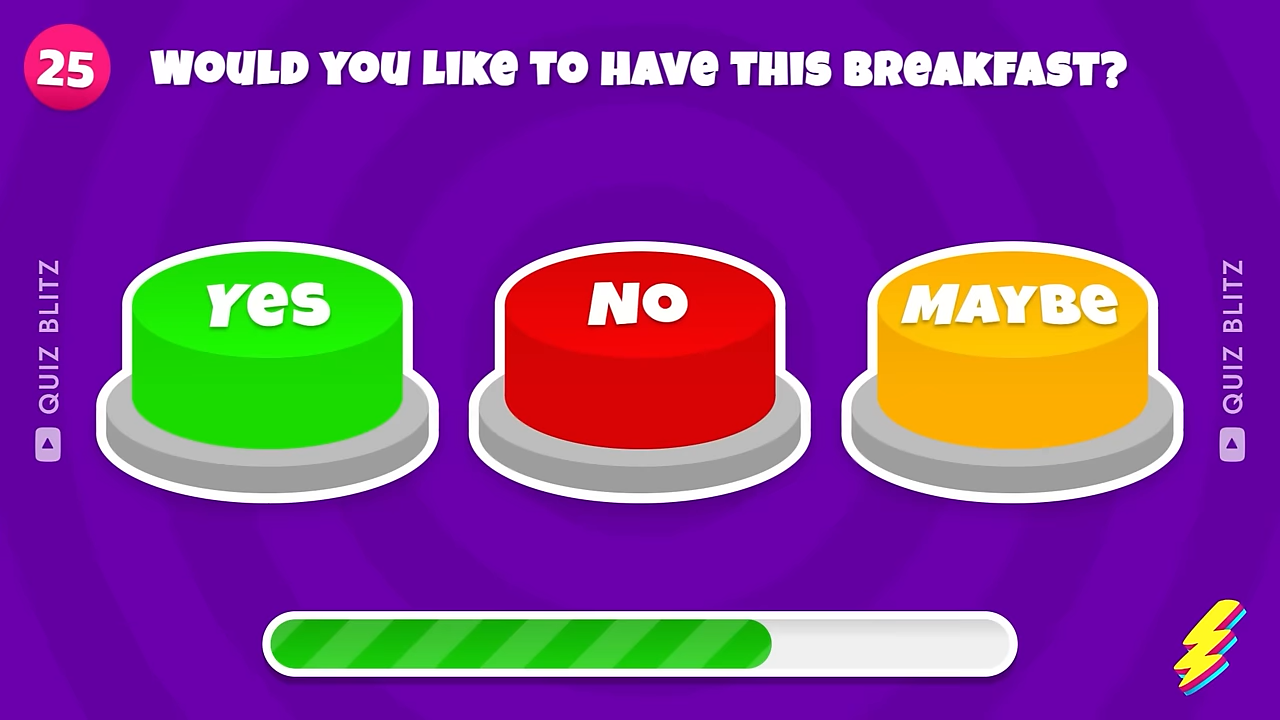 25
WOULD YOU LIKE TO HAVE THIS BREAKFAST?
YES
NO
MAYBE
QUIZ BLITZ
QUIZ BLITZ